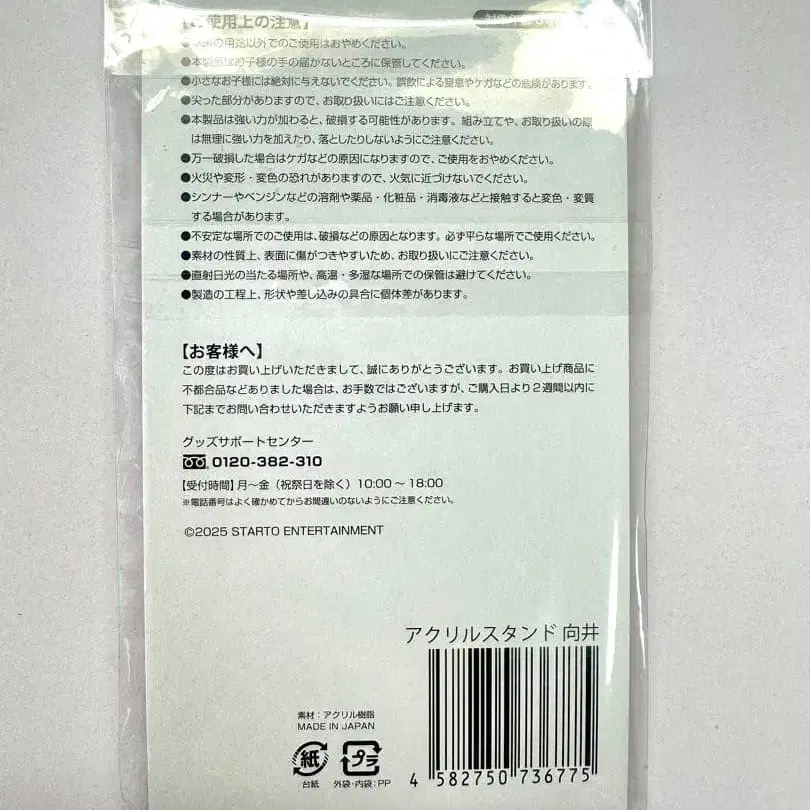 【ご使用上の注意】
の用途以外でのご使用はおやめください。
●本製品はお子様の手の届かないところに保管してください。
●小さなお子様には絶対に与えないでください。誤飲による窒息やケガなどの危険があります。
●尖った部分がありますので、お取り扱いにはご注意ください。
●本製品は強い力が加わると、破損する可能性があります。組み立てや、お取り扱いの際
は無理に強い力を加えたり、落としたりしないようにご注意ください。
●万一破損した場合はケガなどの原因になりますので、ご使用をおやめください。
●火災や変形・変色の恐れがありますので、火気に近づけないでください。
●シンナーやベンジンなどの溶剤や薬品・化粧品・消毒液などと接触すると変色・変質
する場合があります。
●不安定な場所でのご使用は、破損などの原因となります。必ず平らな場所でご使用ください。
●素材の性質上、表面に傷がつきやすいため、お取り扱いにご注意ください。
●直射日光の当たる場所や、高温・多湿な場所での保管は避けてください。
●製造の工程上、形状や差し込みの具合に個体差があります。
【お客様へ】
この度はお買い上げいただきまして、誠にありがとうございます。お買い上げ商品に
不都合品などありました場合は、お手数ではございますが、ご購入日より2週間以内に
下記までお問い合わせいただきますようお願い申し上げます。
グッズサポートセンター
0120-382-310
【受付時間】月～金（祝祭日を除く）10:00～18:00
※電話番号はよく確かめてからお間違いのないようにご注意ください。
©2025 STARTO ENTERTAINMENT
アクリルスタンド 向井
素材：アクリル樹脂
MADE IN JAPAN
紙
プラ
台紙
外袋・内袋：PP
4 582750 736775